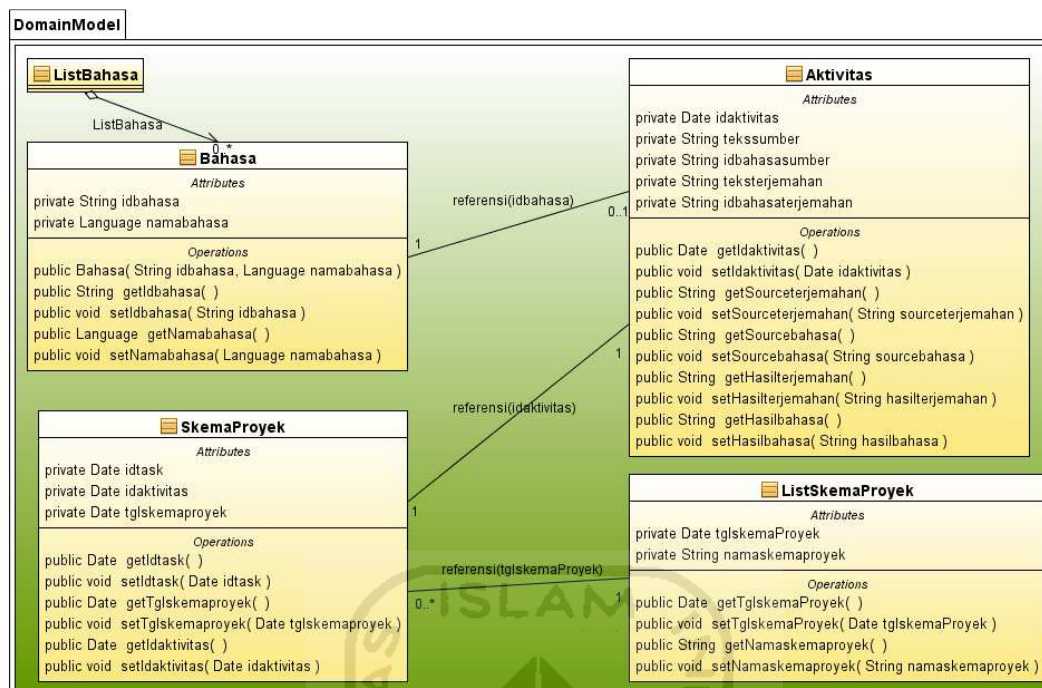 DomainModel
ListBahasa
ListBahasa
0..*
Bahasa
Attributes
private String idbahasa
private Language namabahasa
Operations
public Bahasa( String idbahasa, Language namabahasa )
public String getIdbahasa( )
public void setIdbahasa( String idbahasa )
public Language getNamabahasa( )
public void setNamabahasa( Language namabahasa )
referensi(idbahasa)
1
0..1
Aktivitas
Attributes
private Date idaktivitas
private String tekssumber
private String idbahasasumber
private String teksterjemahan
private String idbahasaterjemahan
Operations
public Date getIdaktivitas( )
public void setIdaktivitas( Date idaktivitas )
public String getSourceterjemahan( )
public void setSourceterjemahan( String sourceterjemahan )
public String getSourcebahasa( )
public void setSourcebahasa( String sourcebahasa )
public String getHasilterjemahan( )
public void setHasilterjemahan( String hasilterjemahan )
public String getHasilbahasa( )
public void setHasilbahasa( String hasilbahasa )
referensi(idaktivitas)
1
1
SkemaProyek
Attributes
private Date idtask
private Date idaktivitas
private Date tglskemaproyek
Operations
public Date getIdtask( )
public void setIdtask( Date idtask )
public Date getTglskemaproyek( )
public void setTglskemaproyek( Date tglskemaproyek )
public Date getIdaktivitas( )
public void setIdaktivitas( Date idaktivitas )
referensi(tglskemaProyek)
0..*
1
ListSkemaProyek
Attributes
private Date tglskemaProyek
private String namaskemaproyek
Operations
public Date getTglskemaProyek( )
public void setTglskemaProyek( Date tglskemaProyek )
public String getNamaskemaproyek( )
public void setNamaskemaproyek( String namaskemaproyek )
ISLAM